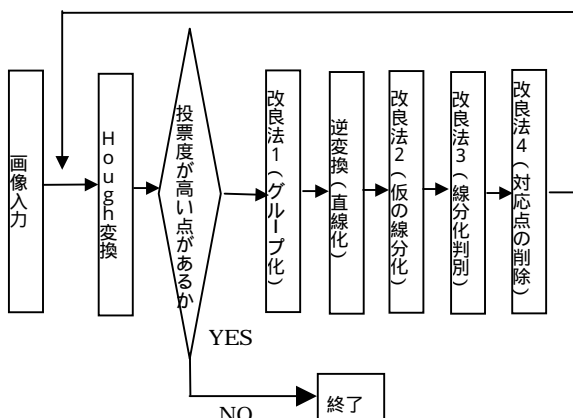 画像入力
Hough変換
投票度が高い点があるか
改良法1(グループ化)
逆変換(直線化)
改良法2(仮の線分化)
改良法3(線分化判別)
改良法4(対応点の削除)
YES
NO
終了